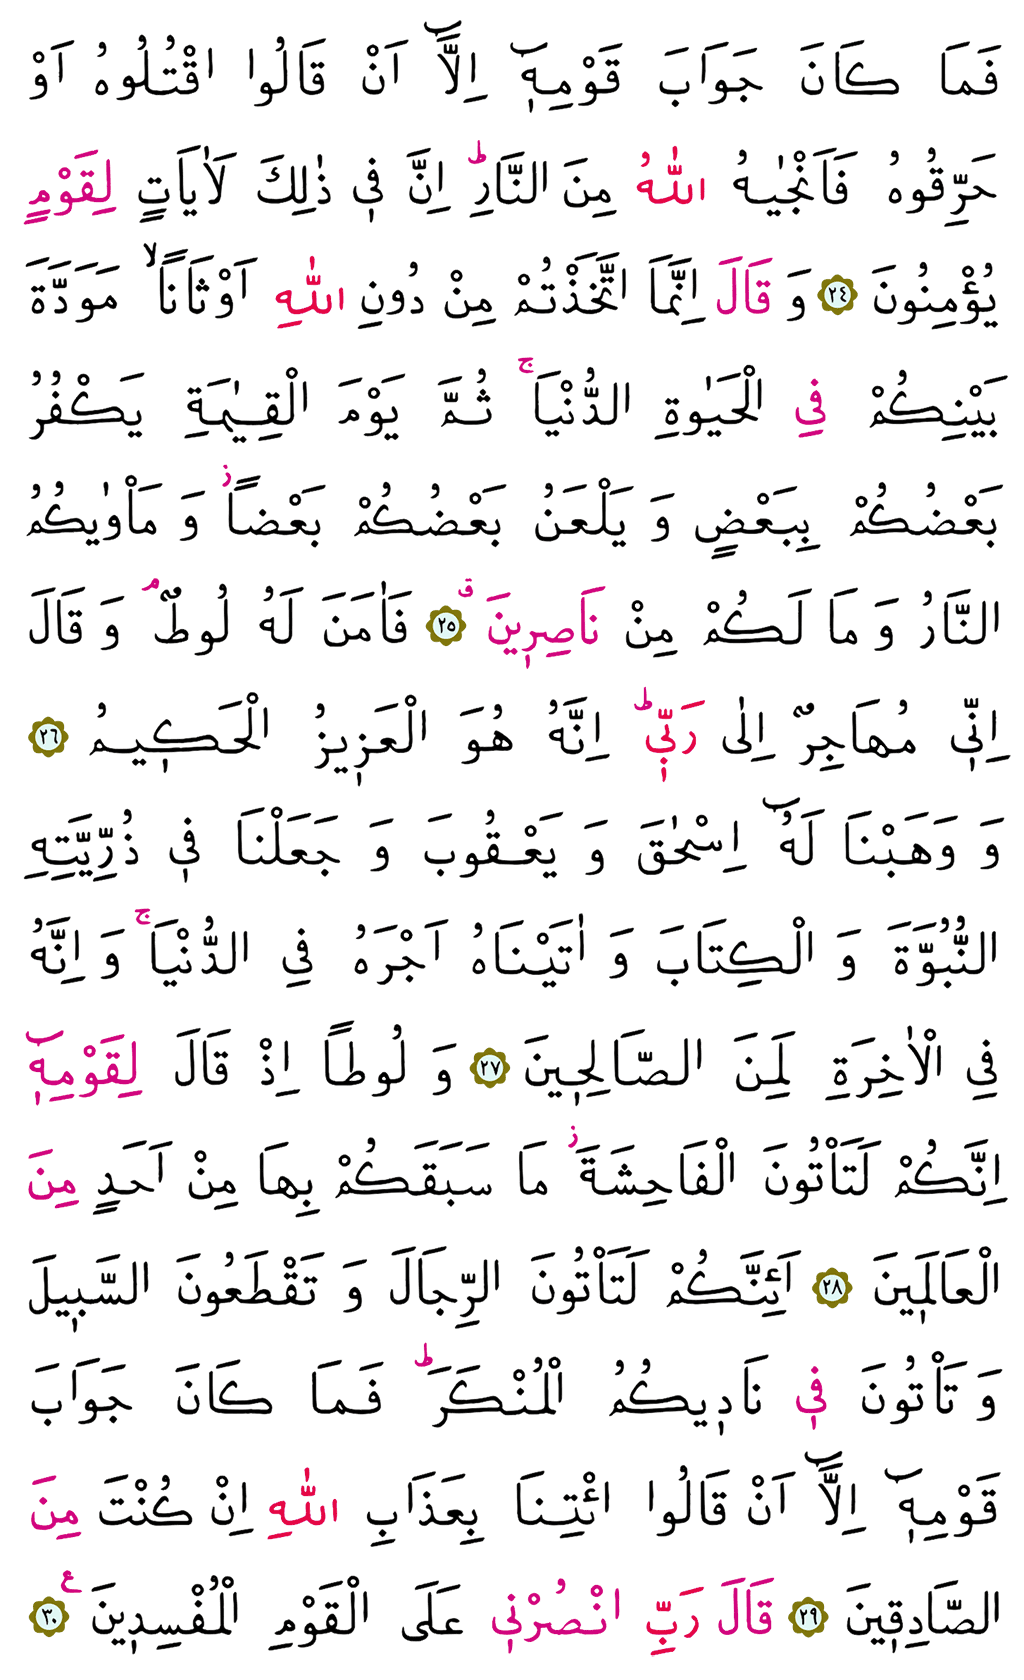 فَمَا كَانَ جَوَابَ قَوْمِهٖٓ اِلَّٓا اَنْ قَالُوا اقْتُلُوهُ اَوْ
حَرِّقُوهُ فَاَنْجٰيهُ اللّٰهُ مِنَ النَّارِؕ اِنَّ فٖي ذٰلِكَ لَاٰيَاتٍ لِقَوْمٍ
يُؤْمِنُونَ ﴿٢٤﴾ وَ قَالَ اِنَّمَا اتَّخَذْتُمْ مِنْ دُونِ اللّٰهِ اَوْثَانًاۙ مَوَدَّةَ
بَيْنِكُمْ فِي الْحَيٰوةِ الدُّنْيَاۚ ثُمَّ يَوْمَ الْقِيٰمَةِ يَكْفُرُ
بَعْضُكُمْ بِبَعْضٍ وَ يَلْعَنُ بَعْضُكُمْ بَعْضًاؗ وَ مَاْوٰيكُمُ
النَّارُ وَ مَا لَكُمْ مِنْ نَاصِرٖينَࣗ ﴿٢٥﴾ فَاٰمَنَ لَهُ لُوطٌۢ وَ قَالَ
اِنّٖي مُهَاجِرٌ اِلٰى رَبّٖيؕ اِنَّهُ هُوَ الْعَزٖيزُ الْحَكٖيمُ ﴿٢٦﴾
وَ وَهَبْنَا لَهُٓ اِسْحٰقَ وَ يَعْقُوبَ وَ جَعَلْنَا فٖي ذُرِّيَّتِهِ
النُّبُوَّةَ وَ الْكِتَابَ وَ اٰتَيْنَاهُ اَجْرَهُ فِي الدُّنْيَاۚ وَ اِنَّهُ
فِي الْاٰخِرَةِ لَمِنَ الصَّالِحٖينَ ﴿٢٧﴾ وَ لُوطًا اِذْ قَالَ لِقَوْمِهٖٓ
اِنَّكُمْ لَتَاْتُونَ الْفَاحِشَةَؗ مَا سَبَقَكُمْ بِهَا مِنْ اَحَدٍ مِنَ
الْعَالَمٖينَ ﴿٢٨﴾ اَئِنَّكُمْ لَتَاْتُونَ الرِّجَالَ وَ تَقْطَعُونَ السَّبٖيلَ
وَ تَاْتُونَ فٖي نَادٖيكُمُ الْمُنْكَرَؕ فَمَا كَانَ جَوَابَ
قَوْمِهٖٓ اِلَّٓا اَنْ قَالُوا ائْتِنَا بِعَذَابِ اللّٰهِ اِنْ كُنْتَ مِنَ
الصَّادِقٖينَ ﴿٢٩﴾ قَالَ رَبِّ انْصُرْنٖي عَلَى الْقَوْمِ الْمُفْسِدٖينَ ع ﴿٣٠﴾